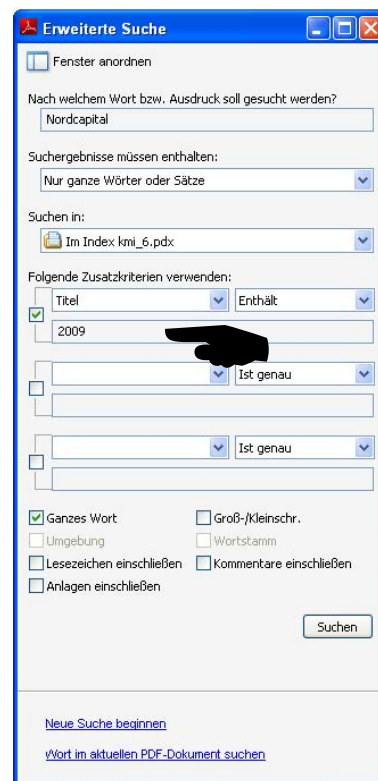 Erweiterte Suche
Fenster anordnen
Nach welchem Wort bzw. Ausdruck soll gesucht werden?
Nordcapital
Suchergebnisse müssen enthalten:
Nur ganze Wörter oder Sätze
Suchen in:
Im Index kmi_6.pdx
Folgende Zusatzkriterien verwenden:
Titel Enthält
2009
Ist genau
Ist genau
Ganzes Wort Groß-/Kleinschr.
Umgebung Wortstamm
Lesezeichen einschließen Kommentare einschließen
Anlagen einschließen
Suchen
Neue Suche beginnen
Wort im aktuellen PDF-Dokument suchen